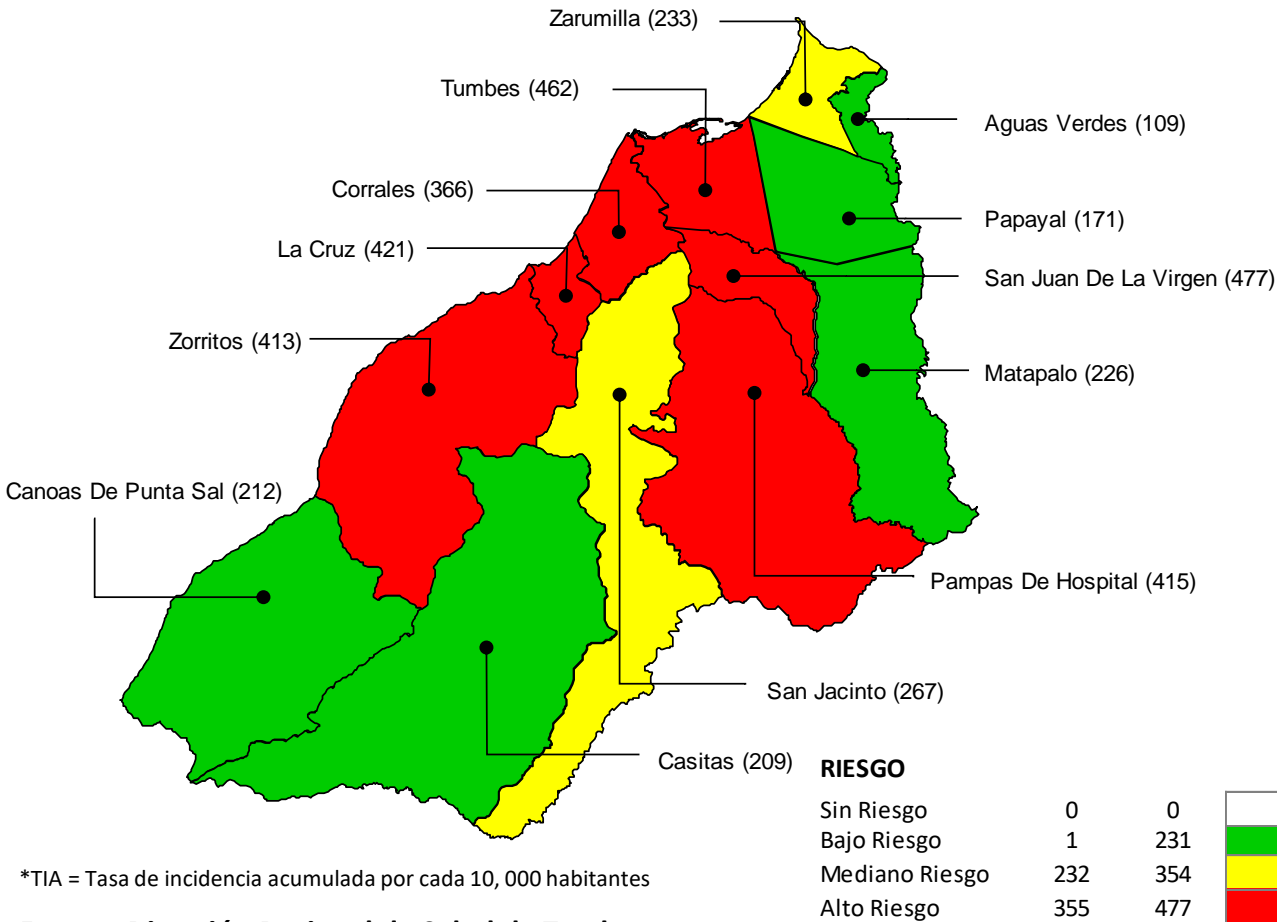 Zarumilla (233)
Tumbes (462)
Aguas Verdes (109)
Corrales (366)
Papayal (171)
La Cruz (421)
San Juan De La Virgen (477)
Zorritos (413)
Matapalo (226)
Canoas De Punta Sal (212)
Pampas De Hospital (415)
San Jacinto (267)
Casitas (209)
RIESGO
Sin Riesgo 0 0
Bajo Riesgo 1 231
Mediano Riesgo 232 354
Alto Riesgo 355 477
*TIA = Tasa de incidencia acumulada por cada 10, 000 habitantes